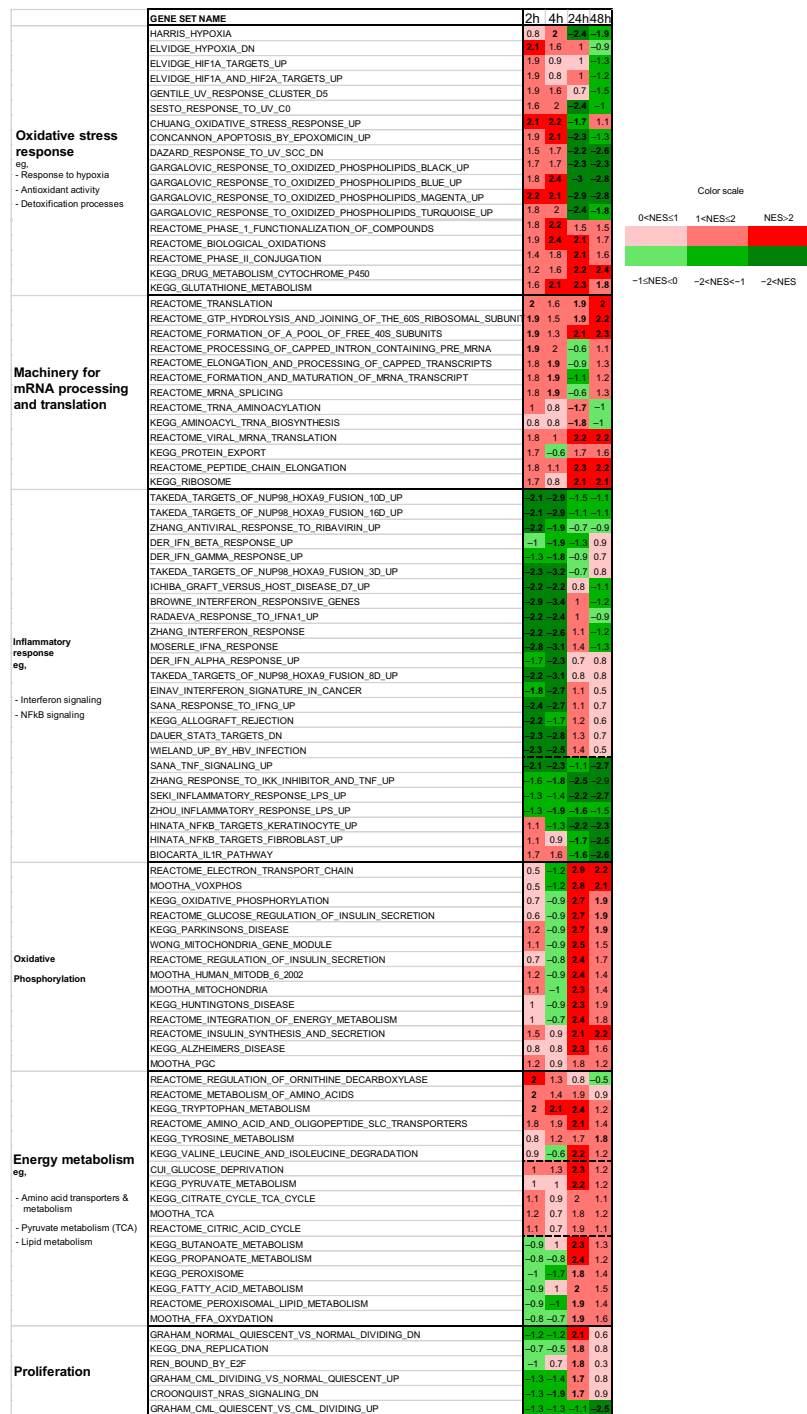 GENE SET NAME 2h 4h 24h 48h
Oxidative stress
response
eg,
- Response to hypoxia
- Antioxidant activity
- Detoxification processes
HARRIS_HYPOXIA 0.8 2 −2.4 −1.9
ELVIDGE_HYPOXIA_DN 2.1 1.6 1 −0.9
ELVIDGE_HIF1A_TARGETS_UP 1.9 0.9 1 −1.3
ELVIDGE_HIF1A_AND_HIF2A_TARGETS_UP 1.9 0.8 1 −1.2
GENTILE_UV_RESPONSE_CLUSTER_D5 1.9 1.6 0.7 −1.5
SESTO_RESPONSE_TO_UV_C0 1.6 2 −2.4 −1
CHUANG_OXIDATIVE_STRESS_RESPONSE_UP 2.1 2.2 −1.7 1.1
CONCANNON_APOPTOSIS_BY_EPOXOMICIN_UP 1.9 2.1 −2.3 −1.3
DAZARD_RESPONSE_TO_UV_SCC_DN 1.5 1.7 −2.2 −2.6
GARGALOVIC_RESPONSE_TO_OXIDIZED_PHOSPHOLIPIDS_BLACK_UP 1.7 1.7 −2.3 −2.3
GARGALOVIC_RESPONSE_TO_OXIDIZED_PHOSPHOLIPIDS_BLUE_UP 1.8 2.4 −3 −2.8
GARGALOVIC_RESPONSE_TO_OXIDIZED_PHOSPHOLIPIDS_MAGENTA_UP 2.2 2.1 −2.9 −2.8
GARGALOVIC_RESPONSE_TO_OXIDIZED_PHOSPHOLIPIDS_TURQUOISE_UP 1.8 2 −2.4 −1.8
REACTOME_PHASE_1_FUNCTIONALIZATION_OF_COMPOUNDS 1.8 2.2 1.5 1.5
REACTOME_BIOLOGICAL_OXIDATIONS 1.9 2.4 2.1 1.7
REACTOME_PHASE_II_CONJUGATION 1.4 1.8 2.1 1.6
KEGG_DRUG_METABOLISM_CYTOCHROME_P450 1.2 1.6 2.2 2.4
KEGG_GLUTATHIONE_METABOLISM 1.6 2.1 2.3 1.8
Color scale
0<NES≤1 1<NES≤2 NES>2
−1≤NES<0 −2<NES<−1 −2<NES
Machinery for
mRNA processing
and translation
REACTOME_TRANSLATION 2 1.6 1.9 2
REACTOME_GTP_HYDROLYSIS_AND_JOINING_OF_THE_60S_RIBOSOMAL_SUBUNIT 1.9 1.5 1.9 2.2
REACTOME_FORMATION_OF_A_POOL_OF_FREE_40S_SUBUNITS 1.9 1.3 2.1 2.3
REACTOME_PROCESSING_OF_CAPPED_INTRON_CONTAINING_PRE_MRNA 1.9 2 −0.6 1.1
REACTOME_ELONGATION_AND_PROCESSING_OF_CAPPED_TRANSCRIPTS 1.8 1.9 −0.9 1.3
REACTOME_FORMATION_AND_MATURATION_OF_MRNA_TRANSCRIPT 1.8 1.9 −1.1 1.2
REACTOME_MRNA_SPLICING 1.8 1.9 −0.6 1.3
REACTOME_TRNA_AMINOACYLATION 1 0.8 −1.7 −1
KEGG_AMINOACYL_TRNA_BIOSYNTHESIS 0.8 0.8 −1.8 −1
REACTOME_VIRAL_MRNA_TRANSLATION 1.8 1 2.2 2.2
KEGG_PROTEIN_EXPORT 1.7 −0.6 1.7 1.6
REACTOME_PEPTIDE_CHAIN_ELONGATION 1.8 1.1 2.3 2.2
KEGG_RIBOSOME 1.7 0.8 2.1 2.1
Inflammatory
response
eg,
- Interferon signaling
- NFkB signaling
TAKEDA_TARGETS_OF_NUP98_HOXA9_FUSION_10D_UP −2.1 −2.9 −1.5 −1.1
TAKEDA_TARGETS_OF_NUP98_HOXA9_FUSION_16D_UP −2.1 −2.9 −1.1 −1.1
ZHANG_ANTIVIRAL_RESPONSE_TO_RIBAVIRIN_UP −2.2 −1.9 −0.7 −0.9
DER_IFN_BETA_RESPONSE_UP −1 −1.9 −1.3 0.9
DER_IFN_GAMMA_RESPONSE_UP −1.3 −1.8 −0.9 0.7
TAKEDA_TARGETS_OF_NUP98_HOXA9_FUSION_3D_UP −2.3 −3.2 −0.7 0.8
ICHIBA_GRAFT_VERSUS_HOST_DISEASE_D7_UP −2.2 −2.2 0.8 −1.1
BROWNE_INTERFERON_RESPONSIVE_GENES −2.9 −3.4 1 −1.2
RADAEVA_RESPONSE_TO_IFNA1_UP −2.2 −2.4 1 −0.9
ZHANG_INTERFERON_RESPONSE −2.2 −2.6 1.1 −1.2
MOSERLE_IFNA_RESPONSE −2.8 −3.1 1.4 −1.3
DER_IFN_ALPHA_RESPONSE_UP −1.7 −2.3 0.7 0.8
TAKEDA_TARGETS_OF_NUP98_HOXA9_FUSION_8D_UP −2.2 −3.1 0.8 0.8
EINAV_INTERFERON_SIGNATURE_IN_CANCER −1.8 −2.7 1.1 0.5
SANA_RESPONSE_TO_IFNG_UP −2.4 −2.7 1.1 0.7
KEGG_ALLOGRAFT_REJECTION −2.2 −1.7 1.2 0.6
DAUER_STAT3_TARGETS_DN −2.3 −2.8 1.3 0.7
WIELAND_UP_BY_HBV_INFECTION −2.3 −2.5 1.4 0.5
SANA_TNF_SIGNALING_UP −2.1 −2.3 −1.1 −2.7
ZHANG_RESPONSE_TO_IKK_INHIBITOR_AND_TNF_UP −1.6 −1.8 −2.5 −2.9
SEKI_INFLAMMATORY_RESPONSE_LPS_UP −1.3 −1.4 −2.2 −2.7
ZHOU_INFLAMMATORY_RESPONSE_LPS_UP −1.3 −1.9 −1.6 −1.5
HINATA_NFKB_TARGETS_KERATINOCYTE_UP 1.1 −1.3 −2.2 −2.3
HINATA_NFKB_TARGETS_FIBROBLAST_UP 1.1 0.9 −1.7 −2.5
BIOCARTA_IL1R_PATHWAY 1.7 1.6 −1.6 −2.6
Oxidative
Phosphorylation
REACTOME_ELECTRON_TRANSPORT_CHAIN 0.5 −1.2 2.9 2.2
MOOTHA_VOXPHOS 0.5 −1.2 2.8 2.1
KEGG_OXIDATIVE_PHOSPHORYLATION 0.7 −0.9 2.7 1.9
REACTOME_GLUCOSE_REGULATION_OF_INSULIN_SECRETION 0.6 −0.9 2.7 1.9
KEGG_PARKINSONS_DISEASE 1.2 −0.9 2.7 1.9
WONG_MITOCHONDRIA_GENE_MODULE 1.1 −0.9 2.5 1.5
REACTOME_REGULATION_OF_INSULIN_SECRETION 0.7 −0.8 2.4 1.7
MOOTHA_HUMAN_MITODB_6_2002 1.2 −0.9 2.4 1.4
MOOTHA_MITOCHONDRIA 1.1 −1 2.3 1.4
KEGG_HUNTINGTONS_DISEASE 1 −0.9 2.3 1.9
REACTOME_INTEGRATION_OF_ENERGY_METABOLISM 1 −0.7 2.4 1.8
REACTOME_INSULIN_SYNTHESIS_AND_SECRETION 1.5 0.9 2.1 2.2
KEGG_ALZHEIMERS_DISEASE 0.8 0.8 2.3 1.6
MOOTHA_PGC 1.2 0.9 1.8 1.2
Energy metabolism
eg,
- Amino acid transporters &
metabolism
- Pyruvate metabolism (TCA)
- Lipid metabolism
REACTOME_REGULATION_OF_ORNITHINE_DECARBOXYLASE 2 1.3 0.8 −0.5
REACTOME_METABOLISM_OF_AMINO_ACIDS 2 1.4 1.9 0.9
KEGG_TRYPTOPHAN_METABOLISM 2 2.1 2.4 1.2
REACTOME_AMINO_ACID_AND_OLIGOPEPTIDE_SLC_TRANSPORTERS 1.8 1.9 2.1 1.4
KEGG_TYROSINE_METABOLISM 0.8 1.2 1.7 1.8
KEGG_VALINE_LEUCINE_AND_ISOLEUCINE_DEGRADATION 0.9 −0.6 2.2 1.2
CUI_GLUCOSE_DEPRIVATION 1 1.3 2.3 1.2
KEGG_PYRUVATE_METABOLISM 1 1 2.2 1.2
KEGG_CITRATE_CYCLE_TCA_CYCLE 1.1 0.9 2 1.1
MOOTHA_TCA 1.2 0.7 1.8 1.2
REACTOME_CITRIC_ACID_CYCLE 1.1 0.7 1.9 1.1
KEGG_BUTANOATE_METABOLISM −0.9 1 2.3 1.3
KEGG_PROPANOATE_METABOLISM −0.8 −0.8 2.4 1.2
KEGG_PEROXISOME −1 −1.7 1.8 1.4
KEGG_FATTY_ACID_METABOLISM −0.9 1 2 1.5
REACTOME_PEROXISOMAL_LIPID_METABOLISM −0.9 −1 1.9 1.4
MOOTHA_FFA_OXYDATION −0.8 −0.7 1.9 1.6
Proliferation
GRAHAM_NORMAL_QUIESCENT_VS_NORMAL_DIVIDING_DN −1.2 −1.2 2.1 0.6
KEGG_DNA_REPLICATION −0.7 −0.5 1.8 0.8
REN_BOUND_BY_E2F −1 0.7 1.8 0.3
GRAHAM_CML_DIVIDING_VS_NORMAL_QUIESCENT_UP −1.3 −1.4 1.7 0.8
CROONQUIST_NRAS_SIGNALING_DN −1.3 −1.9 1.7 0.9
GRAHAM_CML_QUIESCENT_VS_CML_DIVIDING_UP −1.3 −1.3 −1.1 −2.5